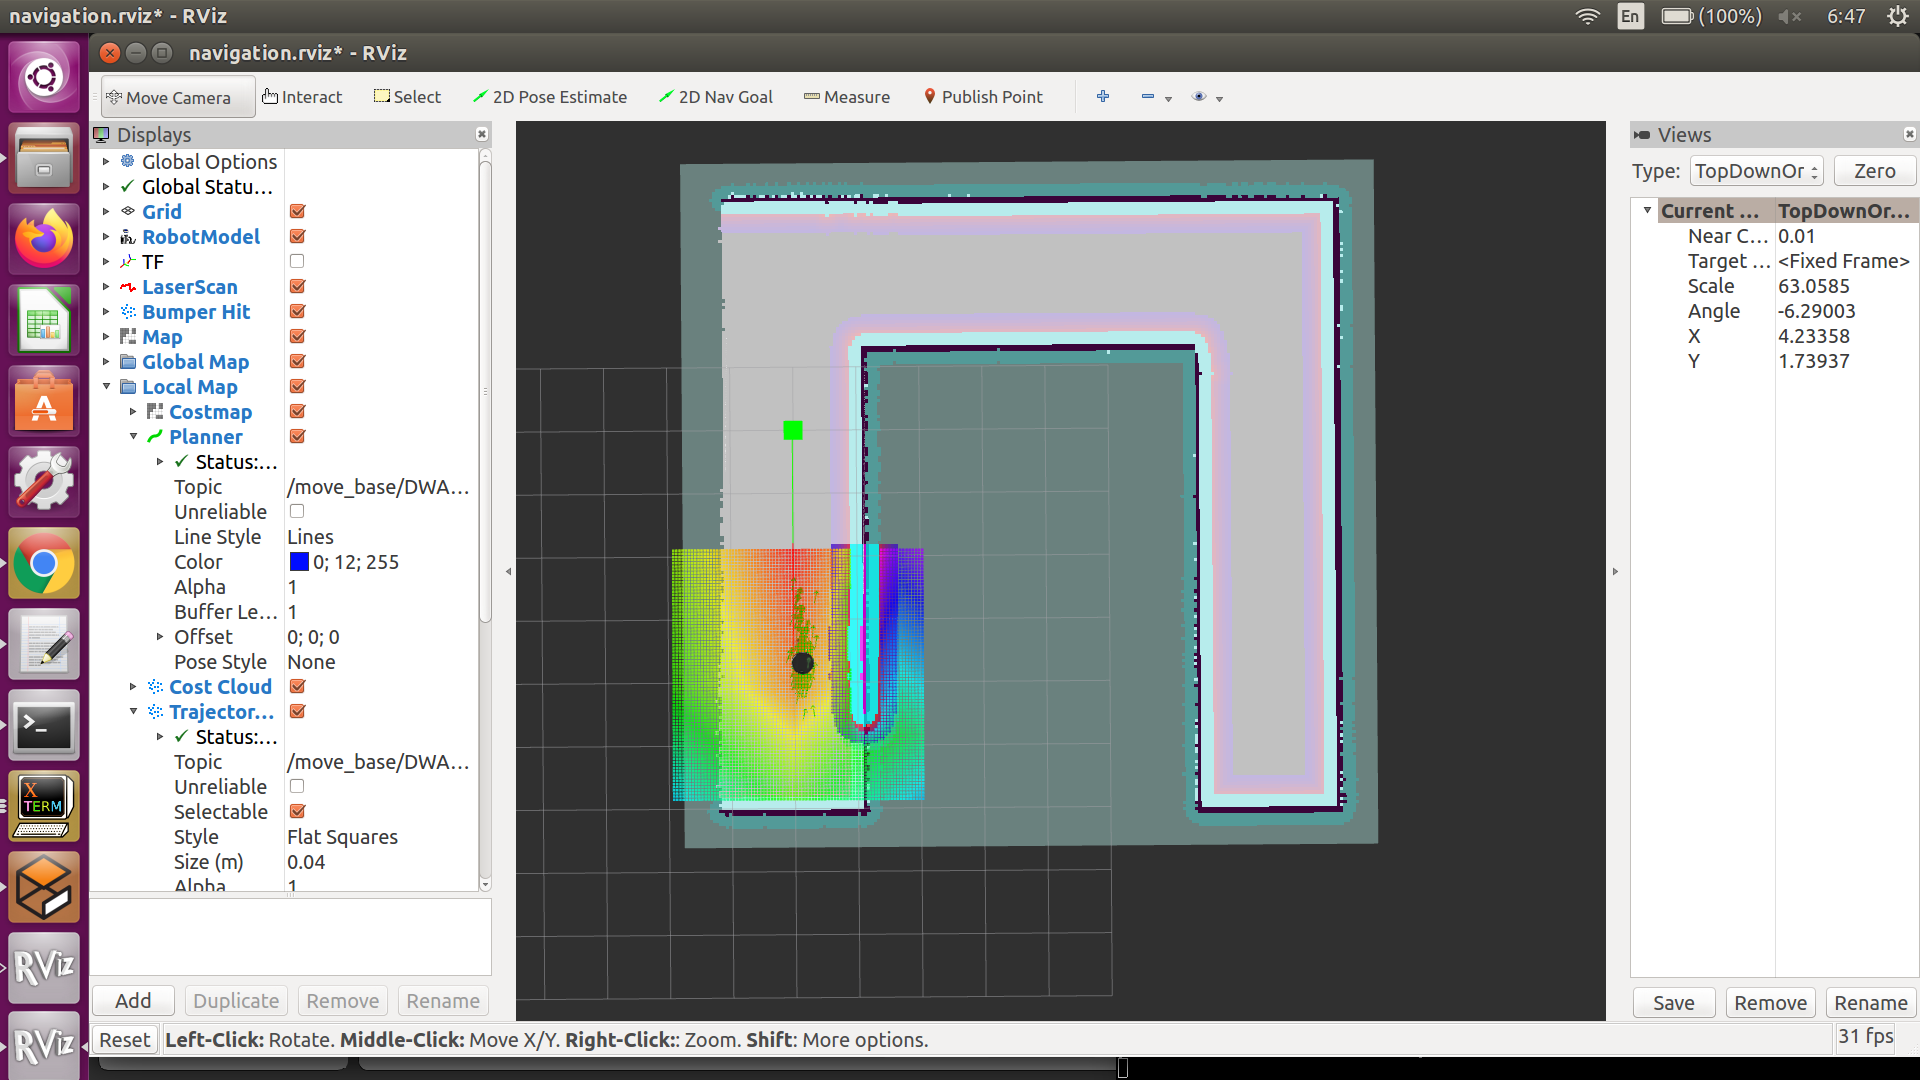 navigation.rviz* - RViz
En (100%) 6:47
navigation.rviz* - RViz
Move Camera Interact Select 2D Pose Estimate 2D Nav Goal Measure Publish Point
Displays
Global Options
Global Statu...
Grid
RobotModel
TF
LaserScan
Bumper Hit
Map
Global Map
Local Map
Costmap
Planner
Status:...
Topic /move_base/DWA...
Unreliable
Line Style Lines
Color 0; 12; 255
Alpha 1
Buffer Le... 1
Offset 0; 0; 0
Pose Style None
Cost Cloud
Trajector...
Status:...
Topic /move_base/DWA...
Unreliable
Selectable
Style Flat Squares
Size (m) 0.04
Alpha 1
Add Duplicate Remove Rename
Reset Left-Click: Rotate. Middle-Click: Move X/Y. Right-Click:: Zoom. Shift: More options.
31 fps
Views
Type: TopDownOr Zero
Current ... TopDownOr...
Near C... 0.01
Target ... <Fixed Frame>
Scale 63.0585
Angle -6.29003
X 4.23358
Y 1.73937
Save Remove Rename
A
>_
X
TERM
RViz
RViz